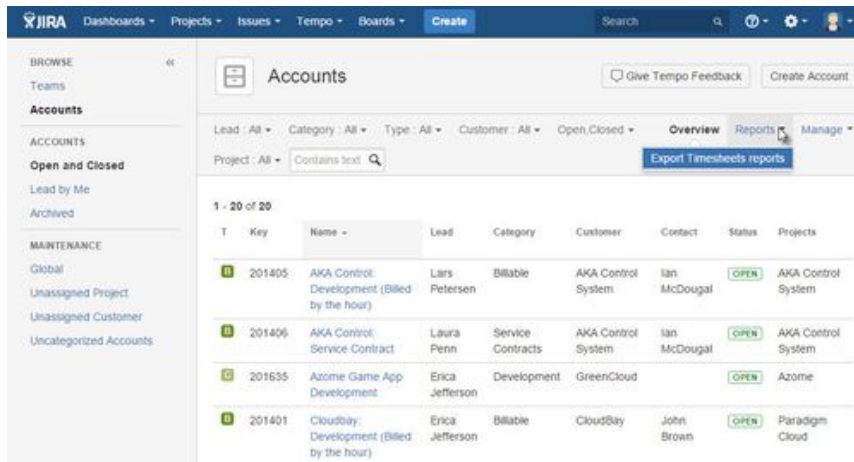 JIRA Dashboards Projects Issues Tempo Boards Create Search
BROWSE
Teams
Accounts
ACCOUNTS
Open and Closed
Lead by Me
Archived
MAINTENANCE
Global
Unassigned Project
Unassigned Customer
Uncategorized Accounts
Accounts
Give Tempo Feedback Create Account
Lead : All Category : All Type : All Customer : All Open,Closed Overview Reports Manage
Project : All Contains text
Export Timesheets reports
1 - 20 of 20
T Key Name Lead Category Customer Contact Status Projects
B 201405 AKA Control: Lars Billable AKA Control Ian OPEN AKA Control
Development (Billed Petersen System McDougal System
by the hour)
B 201406 AKA Control: Laura Service AKA Control Ian OPEN AKA Control
Service Contract Penn Contracts System McDougal System
201635 Azome Game App Erica Development GreenCloud OPEN Azome
Development Jefferson
B 201401 Cloudbay: Erica Billable CloudBay John OPEN Paradigm
Development (Billed Jefferson Brown Cloud
by the hour)